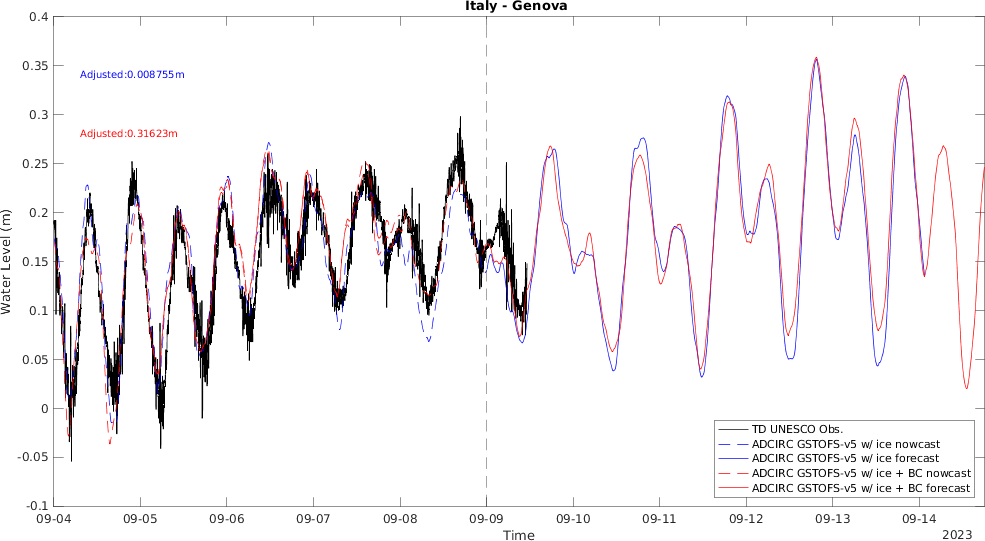 Italy - Genova
0.4
0.35
0.3
0.25
0.2
0.15
0.1
0.05
0
-0.05
-0.1
Water Level (m)
Adjusted:0.008755m
Adjusted:0.31623m
TD UNESCO Obs.
ADCIRC GSTOFS-v5 w/ ice nowcast
ADCIRC GSTOFS-v5 w/ ice forecast
ADCIRC GSTOFS-v5 w/ ice + BC nowcast
ADCIRC GSTOFS-v5 w/ ice + BC forecast
09-04 09-05 09-06 09-07 09-08 09-09 09-10 09-11 09-12 09-13 09-14
Time
2023